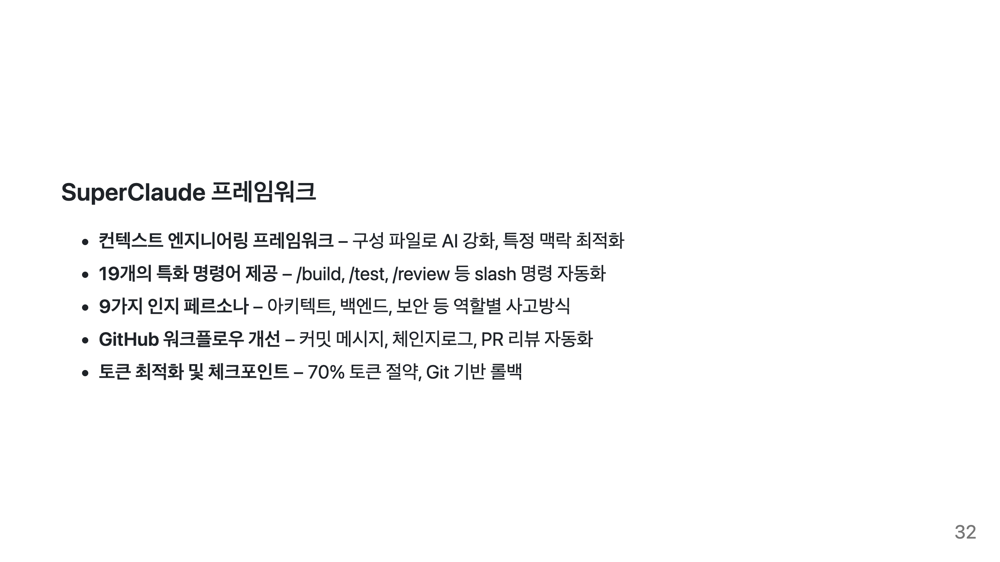 SuperClaude 프레임워크
• 컨텍스트 엔지니어링 프레임워크 – 구성 파일로 AI 강화, 특정 맥락 최적화
• 19개의 특화 명령어 제공 – /build, /test, /review 등 slash 명령 자동화
• 9가지 인지 페르소나 – 아키텍트, 백엔드, 보안 등 역할별 사고방식
• GitHub 워크플로우 개선 – 커밋 메시지, 체인지로그, PR 리뷰 자동화
• 토큰 최적화 및 체크포인트 – 70% 토큰 절약, Git 기반 롤백
32